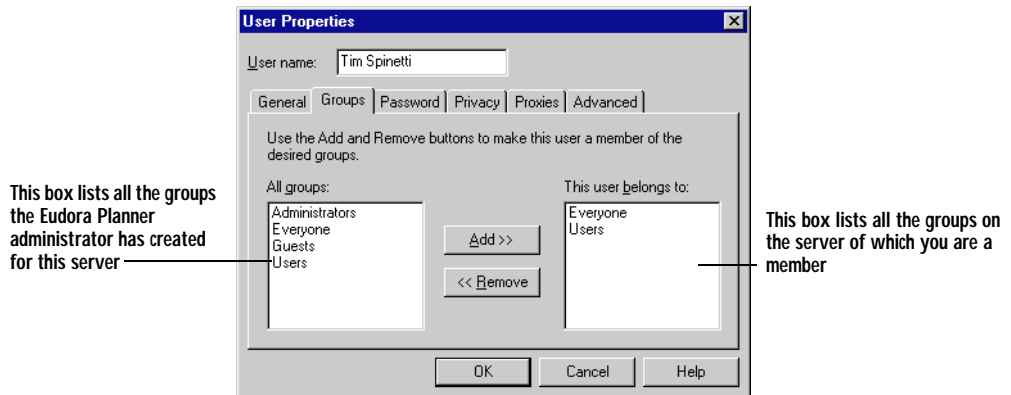 User Properties
User name: Tim Spinetti
General Groups Password Privacy Proxies Advanced
Use the Add and Remove buttons to make this user a member of the
desired groups.
All groups:
Administrators
Everyone
Guests
Users
Add >>
<< Remove
This user belongs to:
Everyone
Users
OK Cancel Help
This box lists all the groups
the Eudora Planner
administrator has created
for this server
This box lists all the groups on
the server of which you are a
member